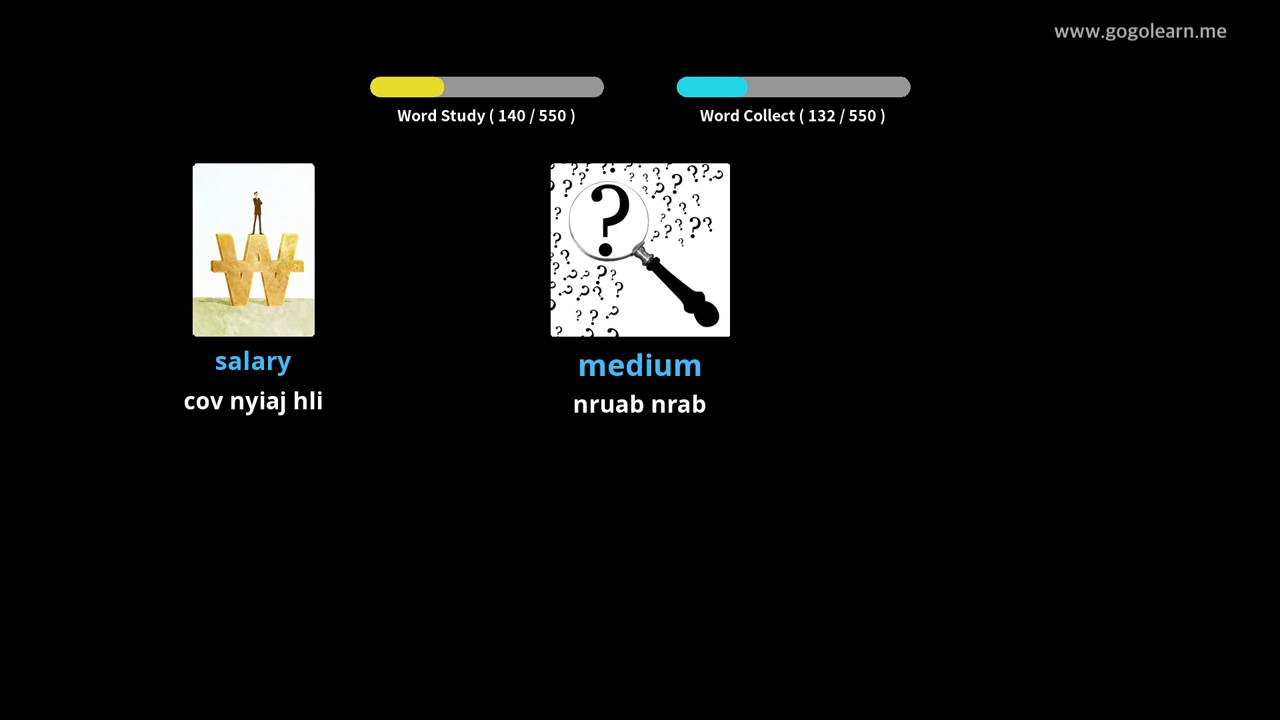 www.gogolearn.me
Word Study ( 140 / 550 )
Word Collect ( 132 / 550 )
salary
cov nyiaj hli
medium
nruab nrab